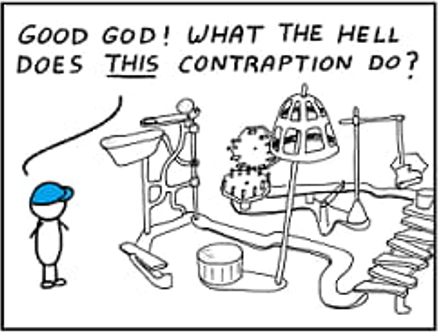 GOOD GOD! WHAT THE HELL
DOES THIS CONTRAPTION DO?